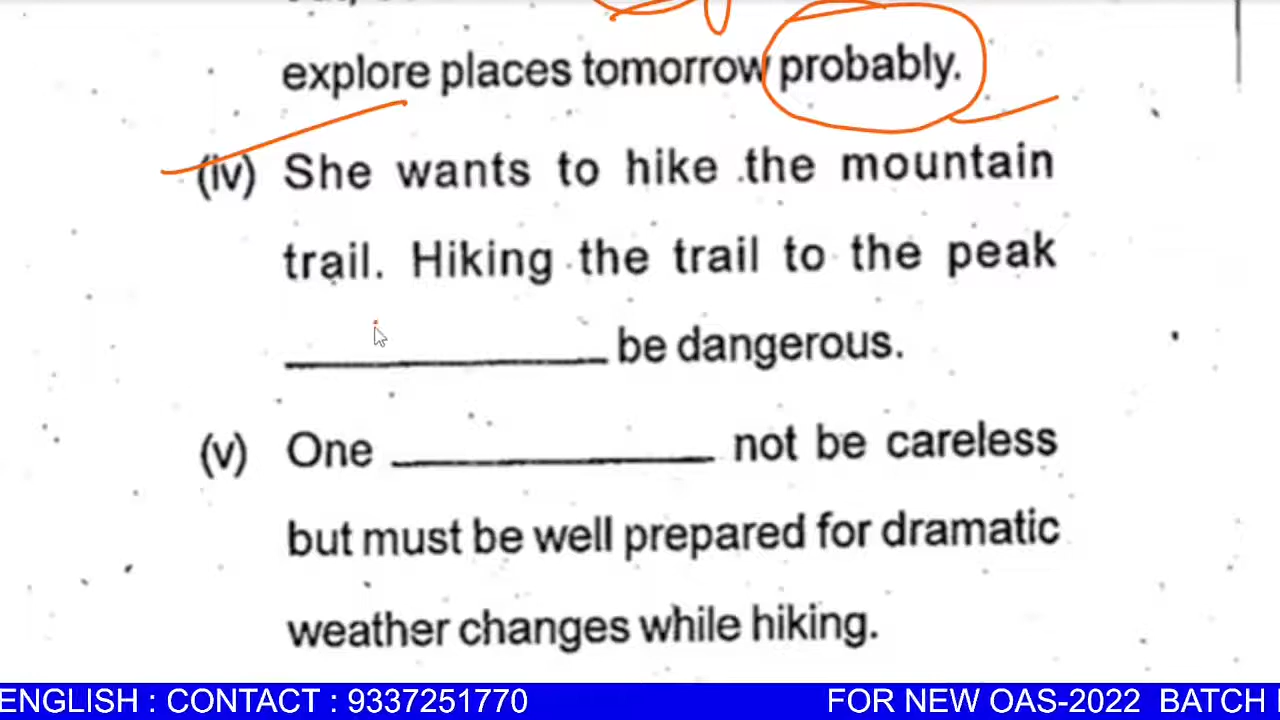 explore places tomorrow probably.
(iv) She wants to hike the mountain
trail. Hiking the trail to the peak
____________ be dangerous.
(v) One ____________ not be careless
but must be well prepared for dramatic
weather changes while hiking.
ENGLISH : CONTACT : 9337251770 FOR NEW OAS-2022 BATCH